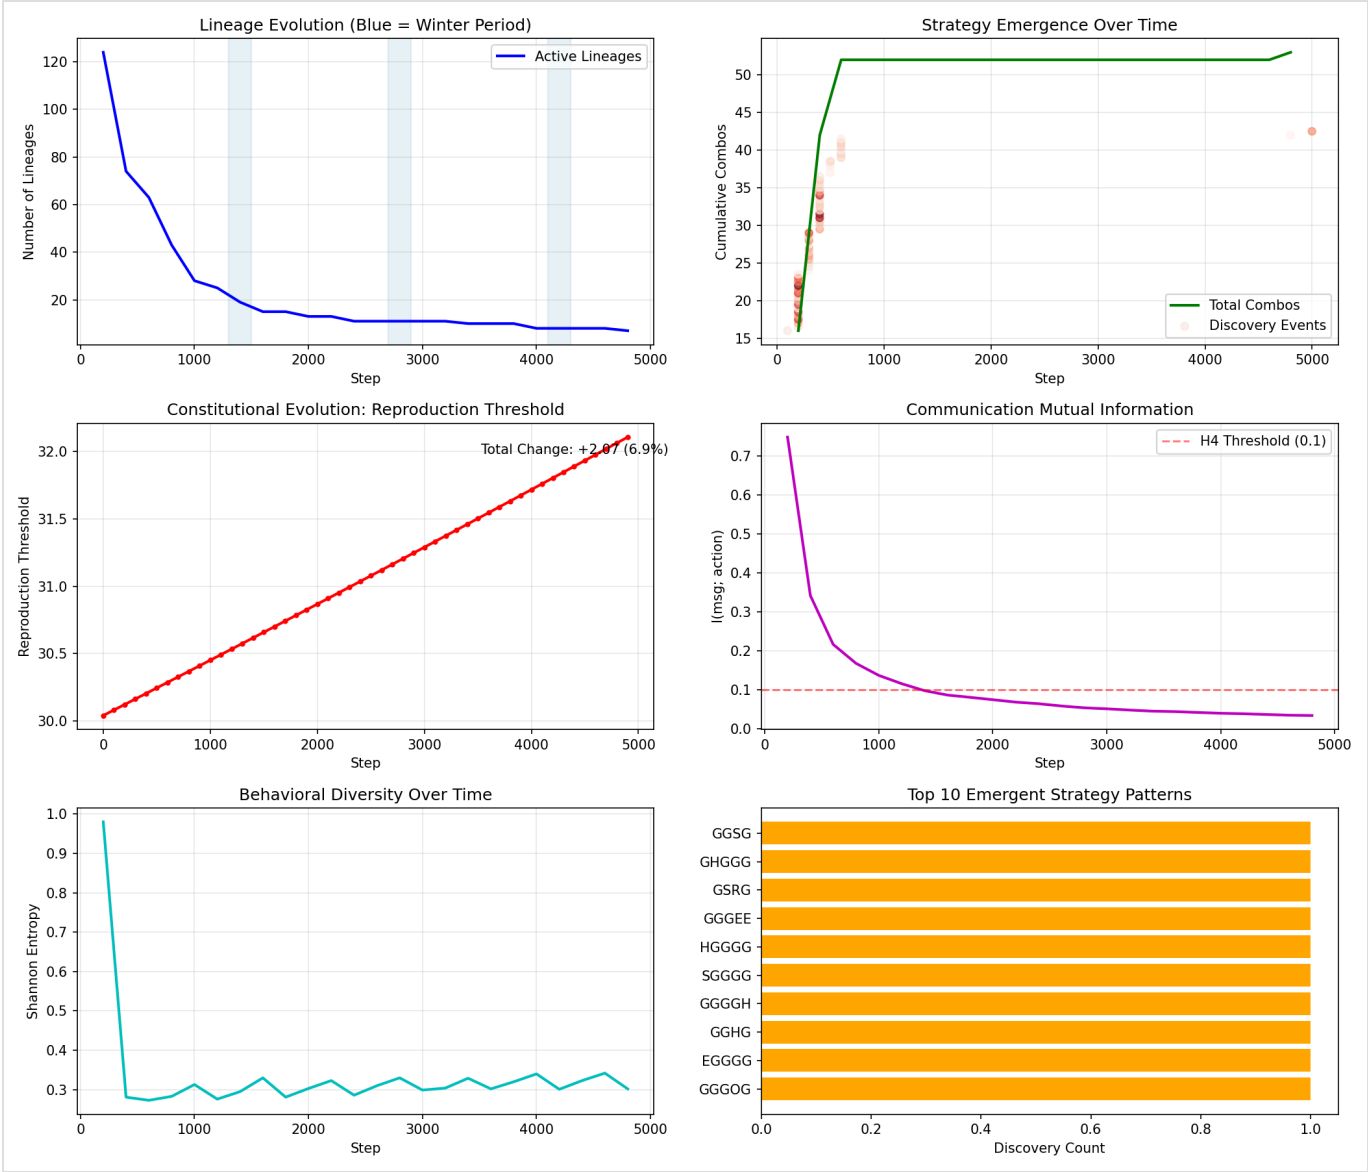 Lineage Evolution (Blue = Winter Period)
Number of Lineages
120
100
80
60
40
20
Active Lineages
0
1000
2000
3000
4000
5000
Step
Strategy Emergence Over Time
Cumulative Combos
50
45
40
35
30
25
20
15
Total Combos
Discovery Events
0
1000
2000
3000
4000
5000
Step
Constitutional Evolution: Reproduction Threshold
Reproduction Threshold
32.0
31.5
31.0
30.5
30.0
Total Change: +2.07 (6.9%)
0
1000
2000
3000
4000
5000
Step
Communication Mutual Information
I(msg; action)
0.7
0.6
0.5
0.4
0.3
0.2
0.1
0.0
H4 Threshold (0.1)
0
1000
2000
3000
4000
5000
Step
Behavioral Diversity Over Time
Shannon Entropy
1.0
0.9
0.8
0.7
0.6
0.5
0.4
0.3
0
1000
2000
3000
4000
5000
Step
Top 10 Emergent Strategy Patterns
GGSG
GHGGG
GSRG
GGGEE
HGGGG
SGGGG
GGGGH
GGHG
EGGGG
GGGOG
0.0
0.2
0.4
0.6
0.8
1.0
Discovery Count